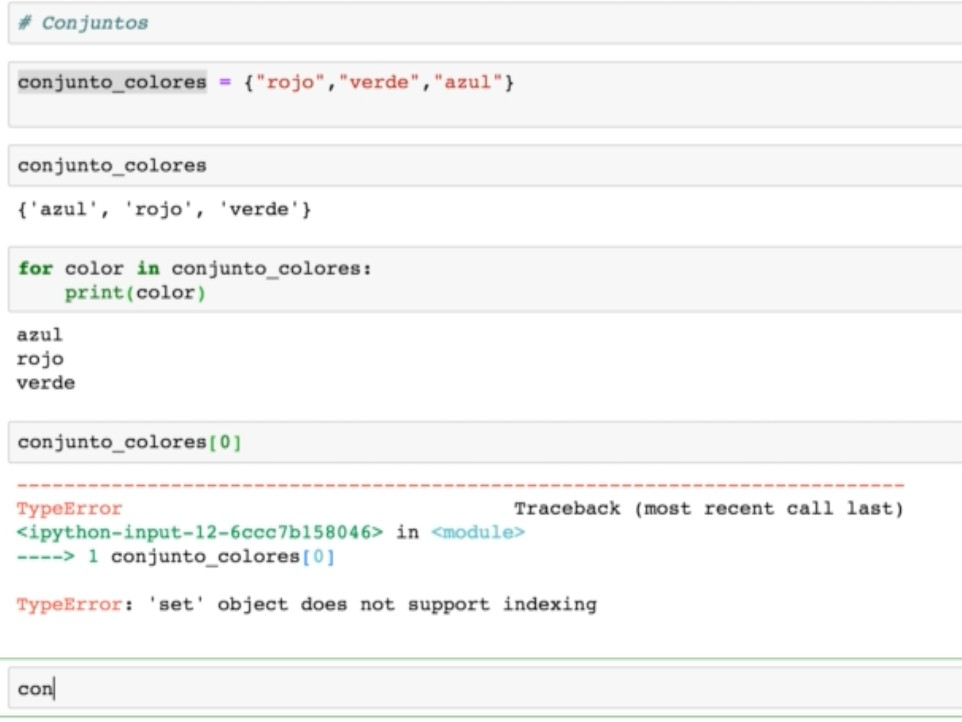 # Conjuntos
conjunto_colores = {"rojo","verde","azul"}
conjunto_colores
{'azul', 'rojo', 'verde'}
for color in conjunto_colores:
    print(color)
azul
rojo
verde
conjunto_colores[0]
---------------------------------------------------------------------------
TypeError                                 Traceback (most recent call last)
<ipython-input-12-6ccc7b158046> in <module>
----> 1 conjunto_colores[0]
TypeError: 'set' object does not support indexing
con